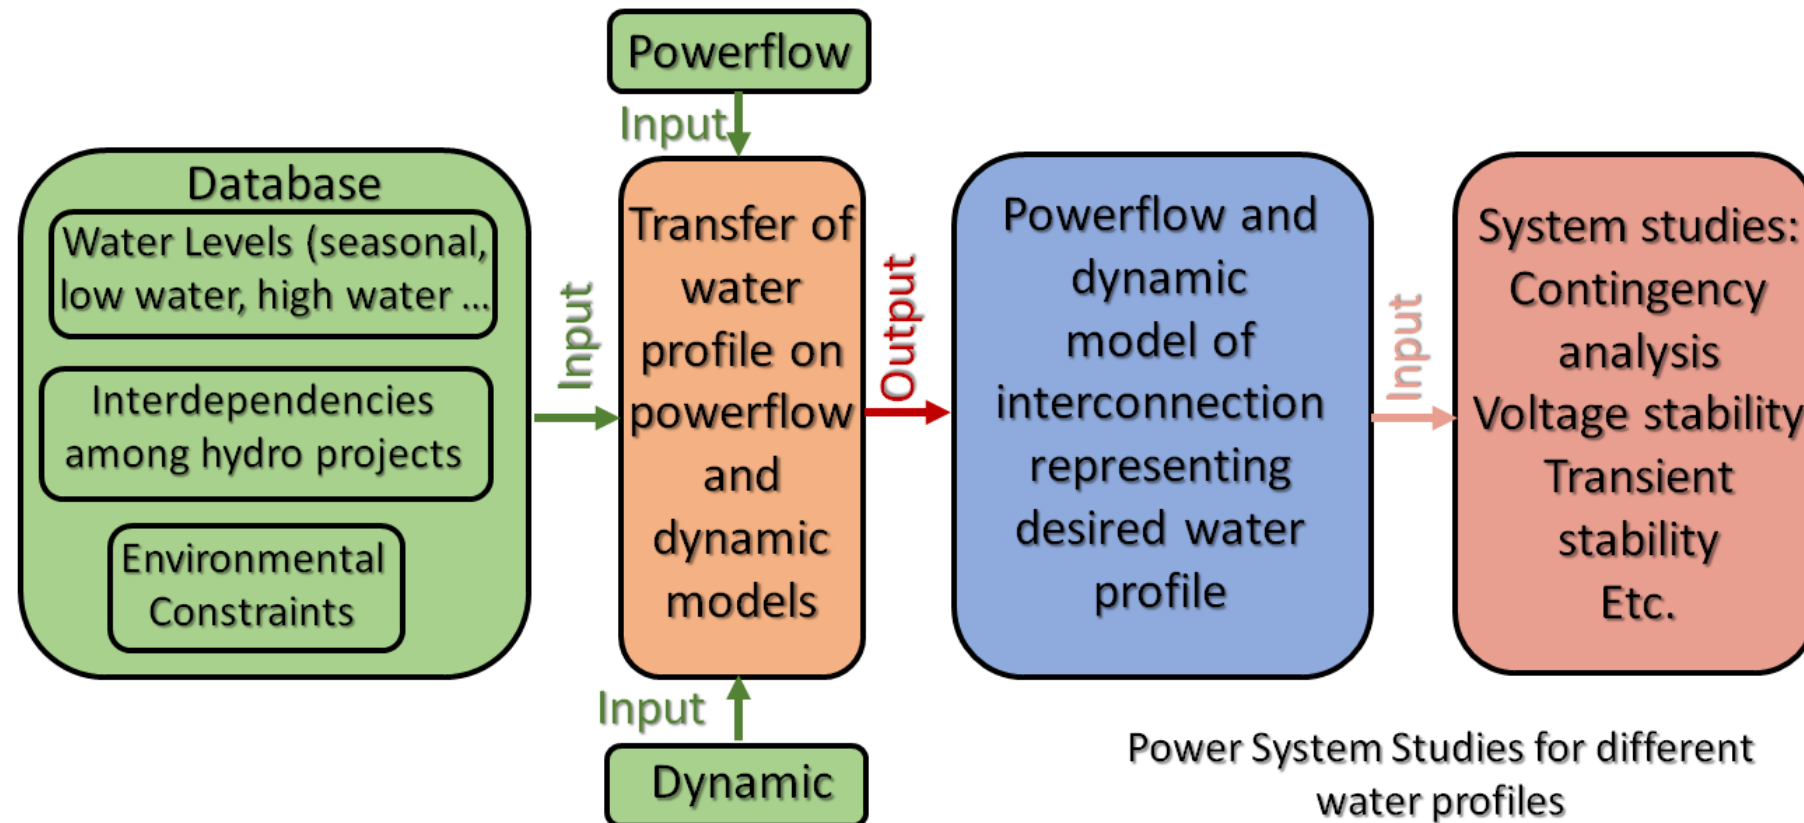 Powerflow
Input
Database
Water Levels (seasonal,
low water, high water ...
Interdependencies
among hydro projects
Environmental
Constraints
Input
Transfer of
water
profile on
powerflow
and
dynamic
models
Input
Dynamic
Output
Powerflow and
dynamic
model of
interconnection
representing
desired water
profile
Input
System studies:
Contingency
analysis
Voltage stability
Transient
stability
Etc.
Power System Studies for different
water profiles